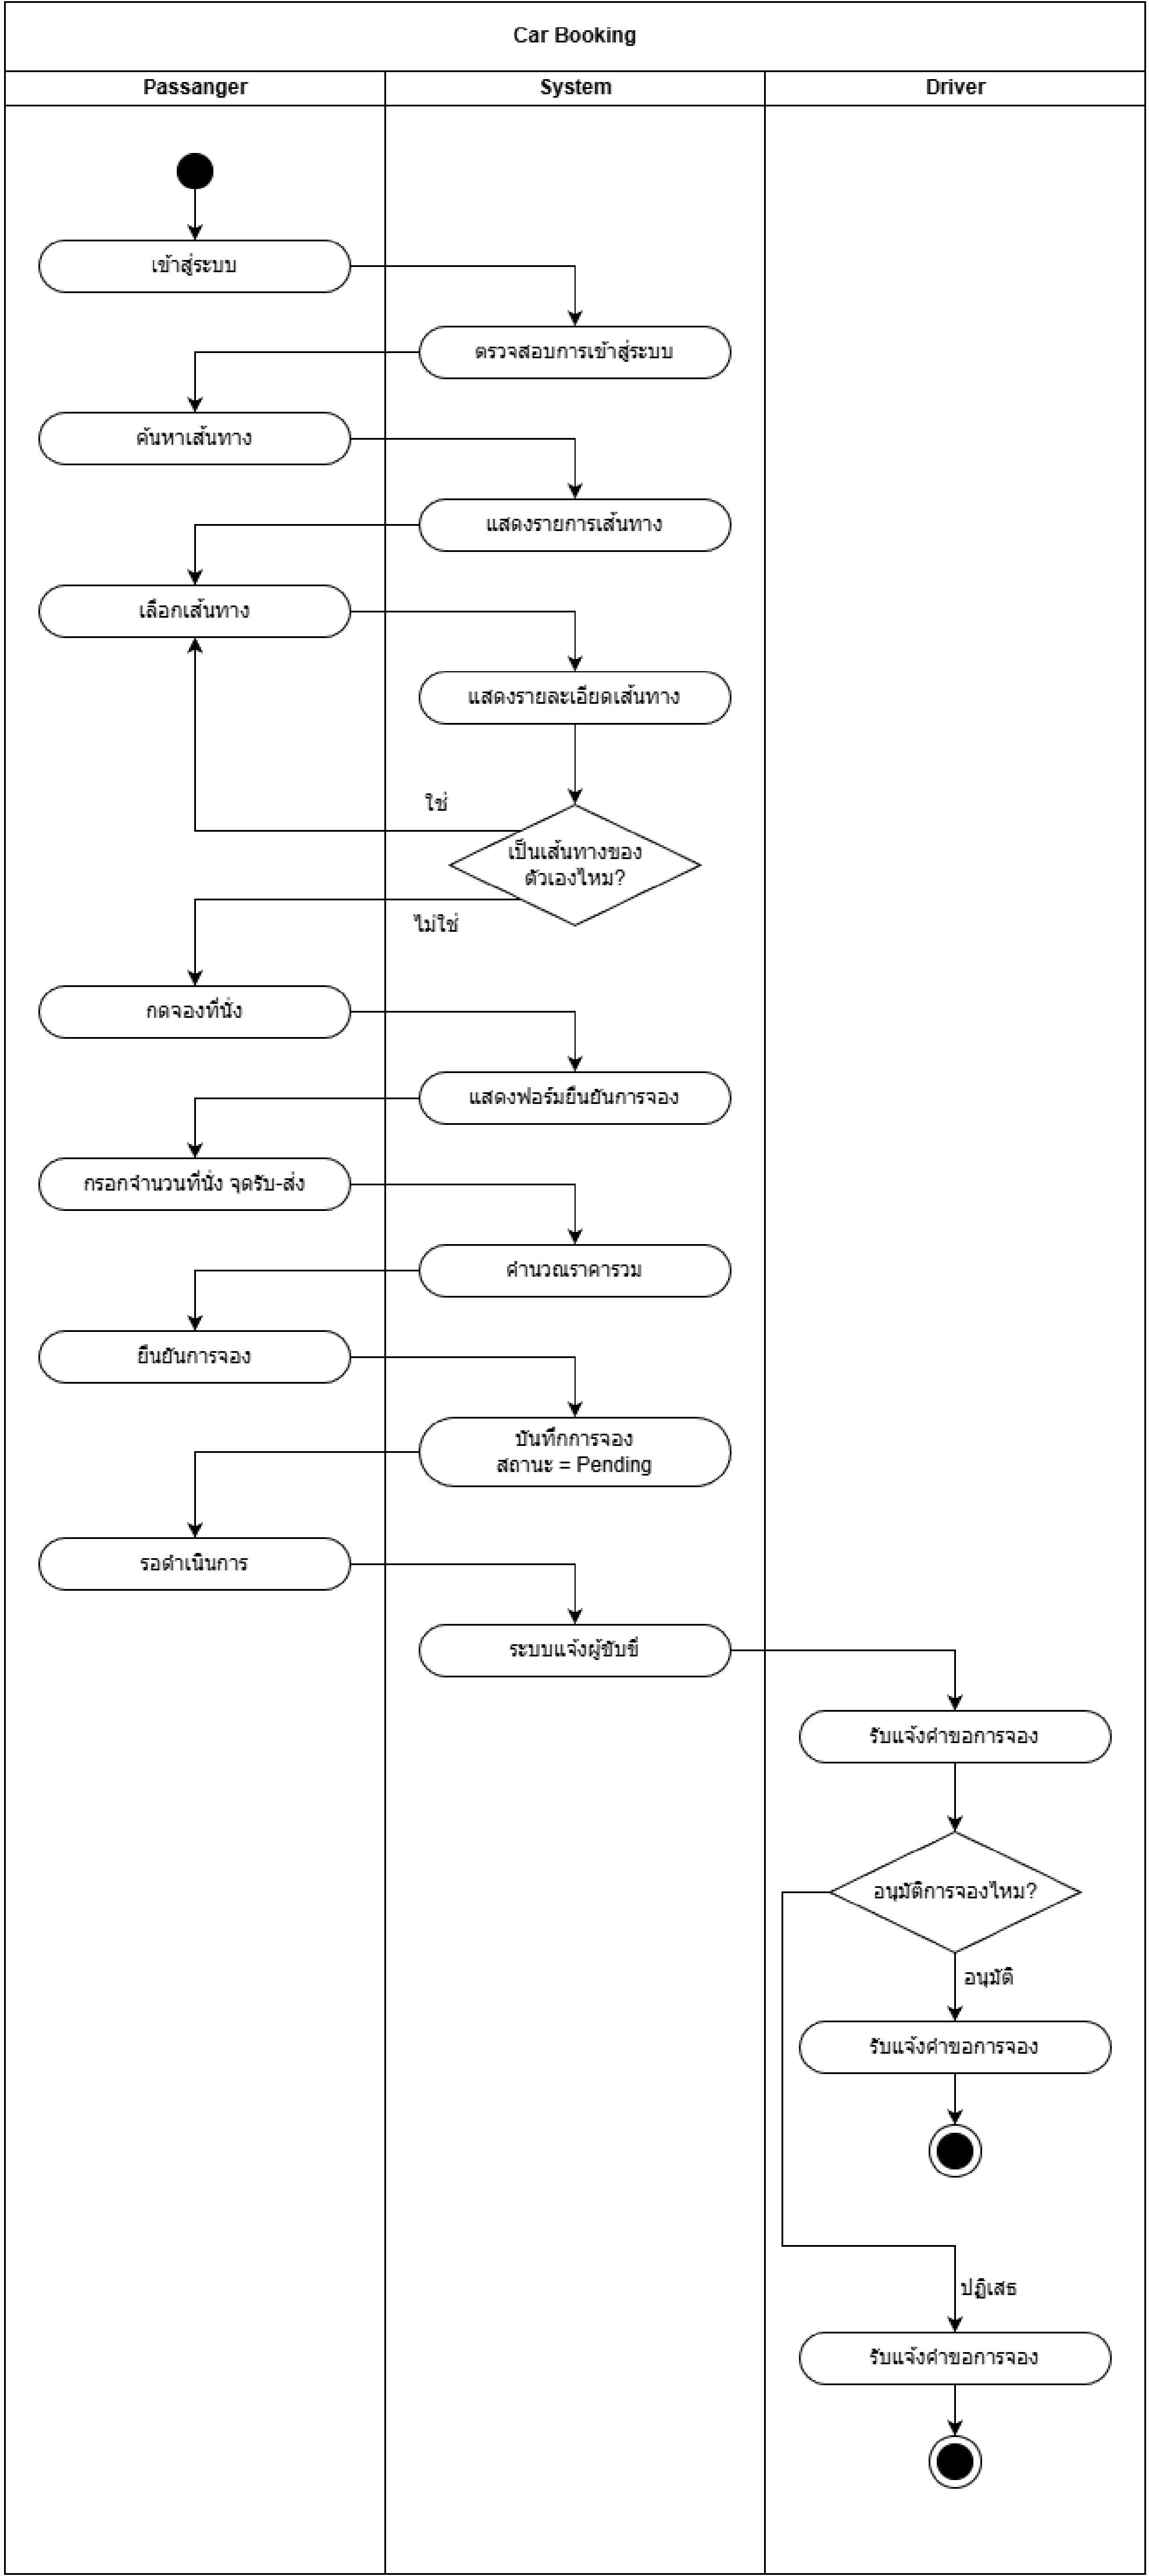 Car Booking
Passanger
System
Driver
เข้าสู่ระบบ
ตรวจสอบการเข้าสู่ระบบ
ค้นหาเส้นทาง
แสดงรายการเส้นทาง
เลือกเส้นทาง
แสดงรายละเอียดเส้นทาง
ใช่
เป็นเส้นทางของ
ตัวเองไหม?
ไม่ใช่
กดจองที่นั่ง
แสดงฟอร์มยืนยันการจอง
กรอกจำนวนที่นั่ง จุดรับ-ส่ง
คำนวณราคารวม
ยืนยันการจอง
บันทึกการจอง
สถานะ = Pending
รอดำเนินการ
ระบบแจ้งผู้ขับขี่
รับแจ้งคำขอการจอง
อนุมัติการจองไหม?
อนุมัติ
รับแจ้งคำขอการจอง
ปฏิเสธ
รับแจ้งคำขอการจอง